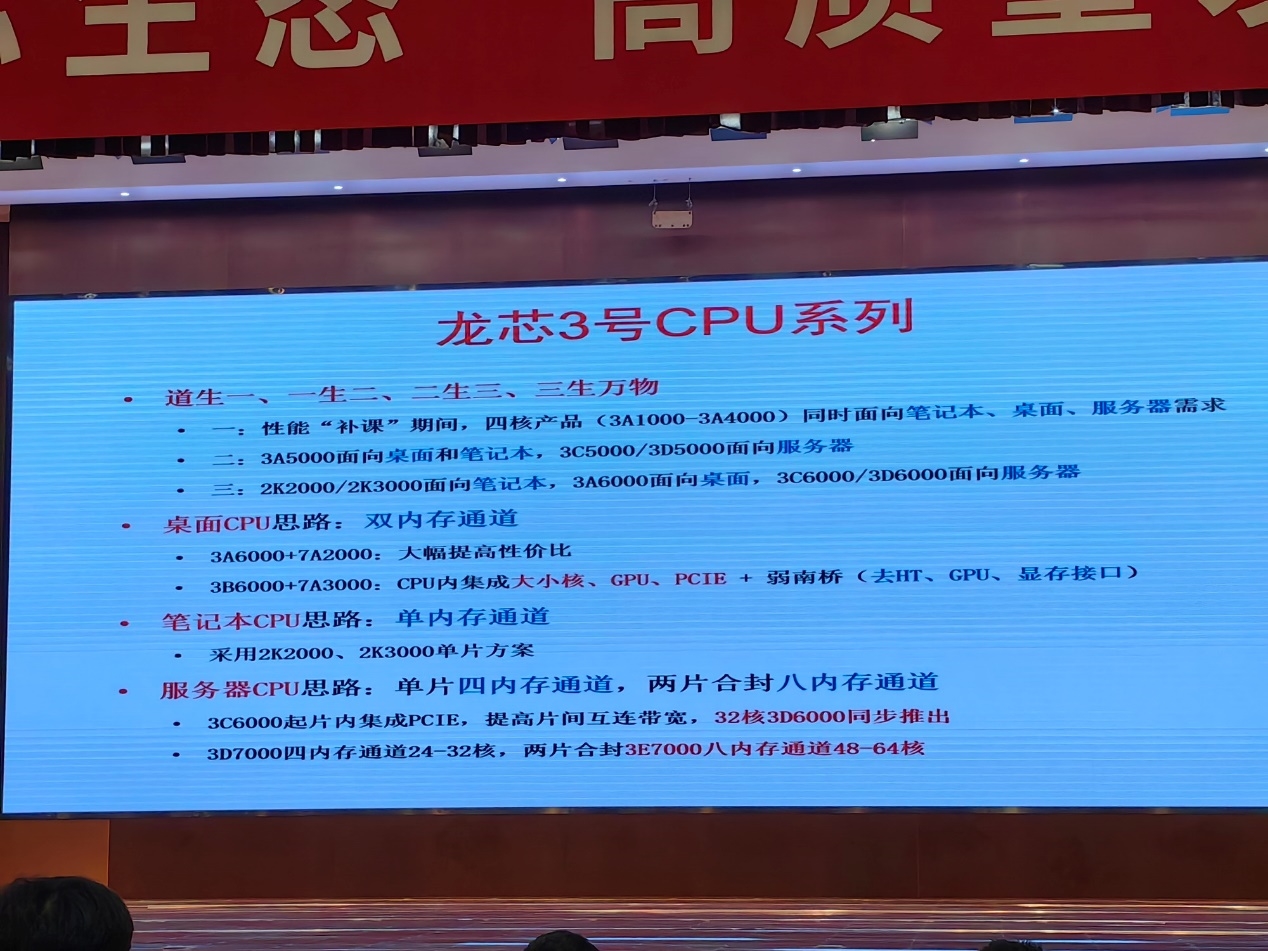 生态 高质量
龙芯3号CPU系列
• 道生一、一生二、二生三、三生万物
• 一：性能“补课”期间，四核产品（3A1000-3A4000）同时面向笔记本、桌面、服务器需求
• 二：3A5000面向桌面和笔记本，3C5000/3D5000面向服务器
• 三：2K2000/2K3000面向笔记本，3A6000面向桌面，3C6000/3D6000面向服务器
• 桌面CPU思路：双内存通道
• 3A6000+7A2000：大幅提高性价比
• 3B6000+7A3000：CPU内集成大小核、GPU、PCIE + 弱南桥（去HT、GPU、显存接口）
• 笔记本CPU思路：单内存通道
• 采用2K2000、2K3000单片方案
• 服务器CPU思路：单片四内存通道，两片合封八内存通道
• 3C6000起片内集成PCIE，提高片间互连带宽，32核3D6000同步推出
• 3D7000四内存通道24-32核，两片合封3E7000八内存通道48-64核